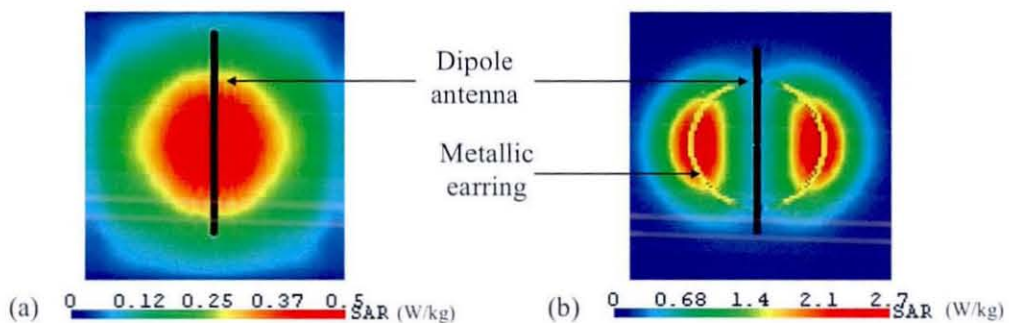 Dipole
antenna
Metallic
earring
(a) 0 0.12 0.25 0.37 0.5 SAR (W/kg)
(b) 0 0.68 1.4 2.1 2.7 SAR (W/kg)